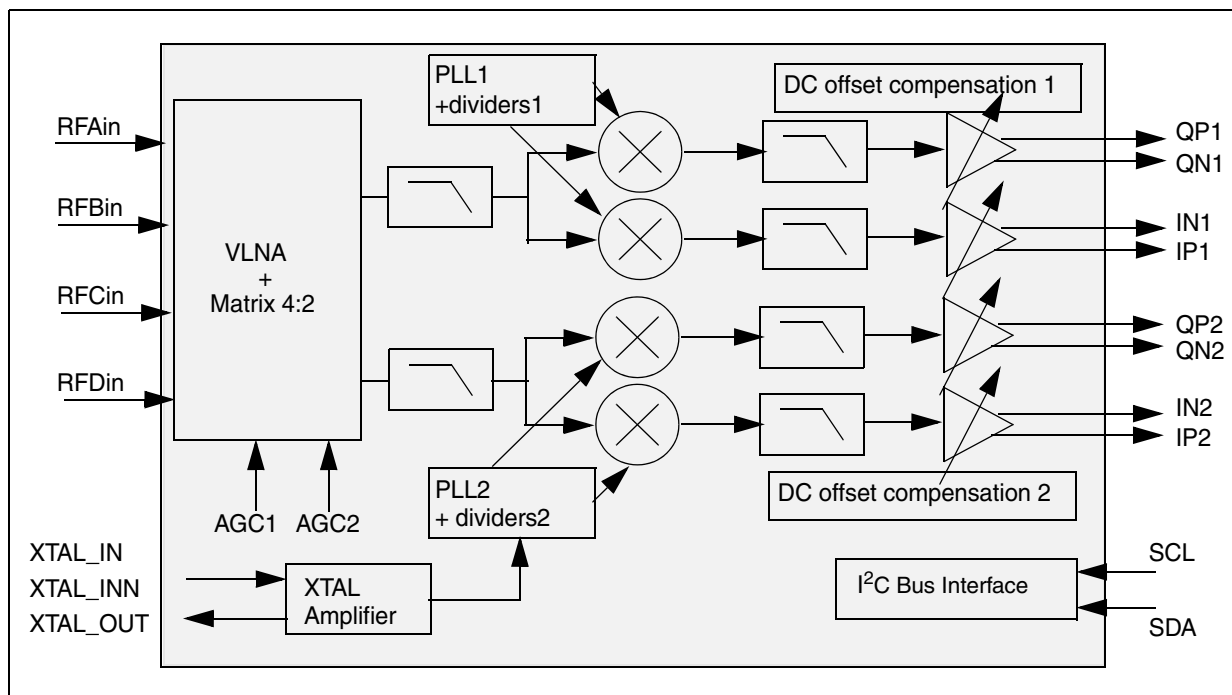 PLL1
+dividers1
DC offset compensation 1
RFAin
RFBin
RFCin
RFDin
VLNA
+
Matrix 4:2
QP1
QN1
IN1
IP1
QP2
QN2
IN2
IP2
AGC1
AGC2
PLL2
+ dividers2
DC offset compensation 2
XTAL_IN
XTAL_INN
XTAL_OUT
XTAL
Amplifier
I²C Bus Interface
SCL
SDA